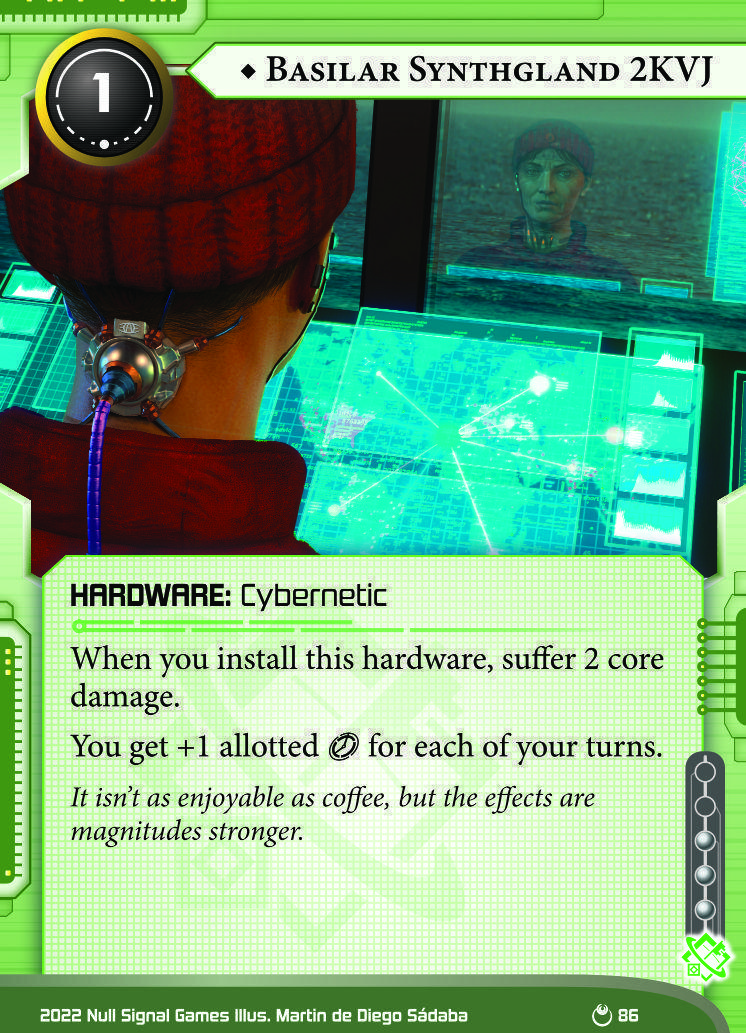 1
◆ Basilar Synthgland 2KVJ
HARDWARE: Cybernetic
When you install this hardware, suffer 2 core
damage.
You get +1 allotted for each of your turns.
It isn't as enjoyable as coffee, but the effects are
magnitudes stronger.
2022 Null Signal Games Illus. Martin de Diego Sádaba
86